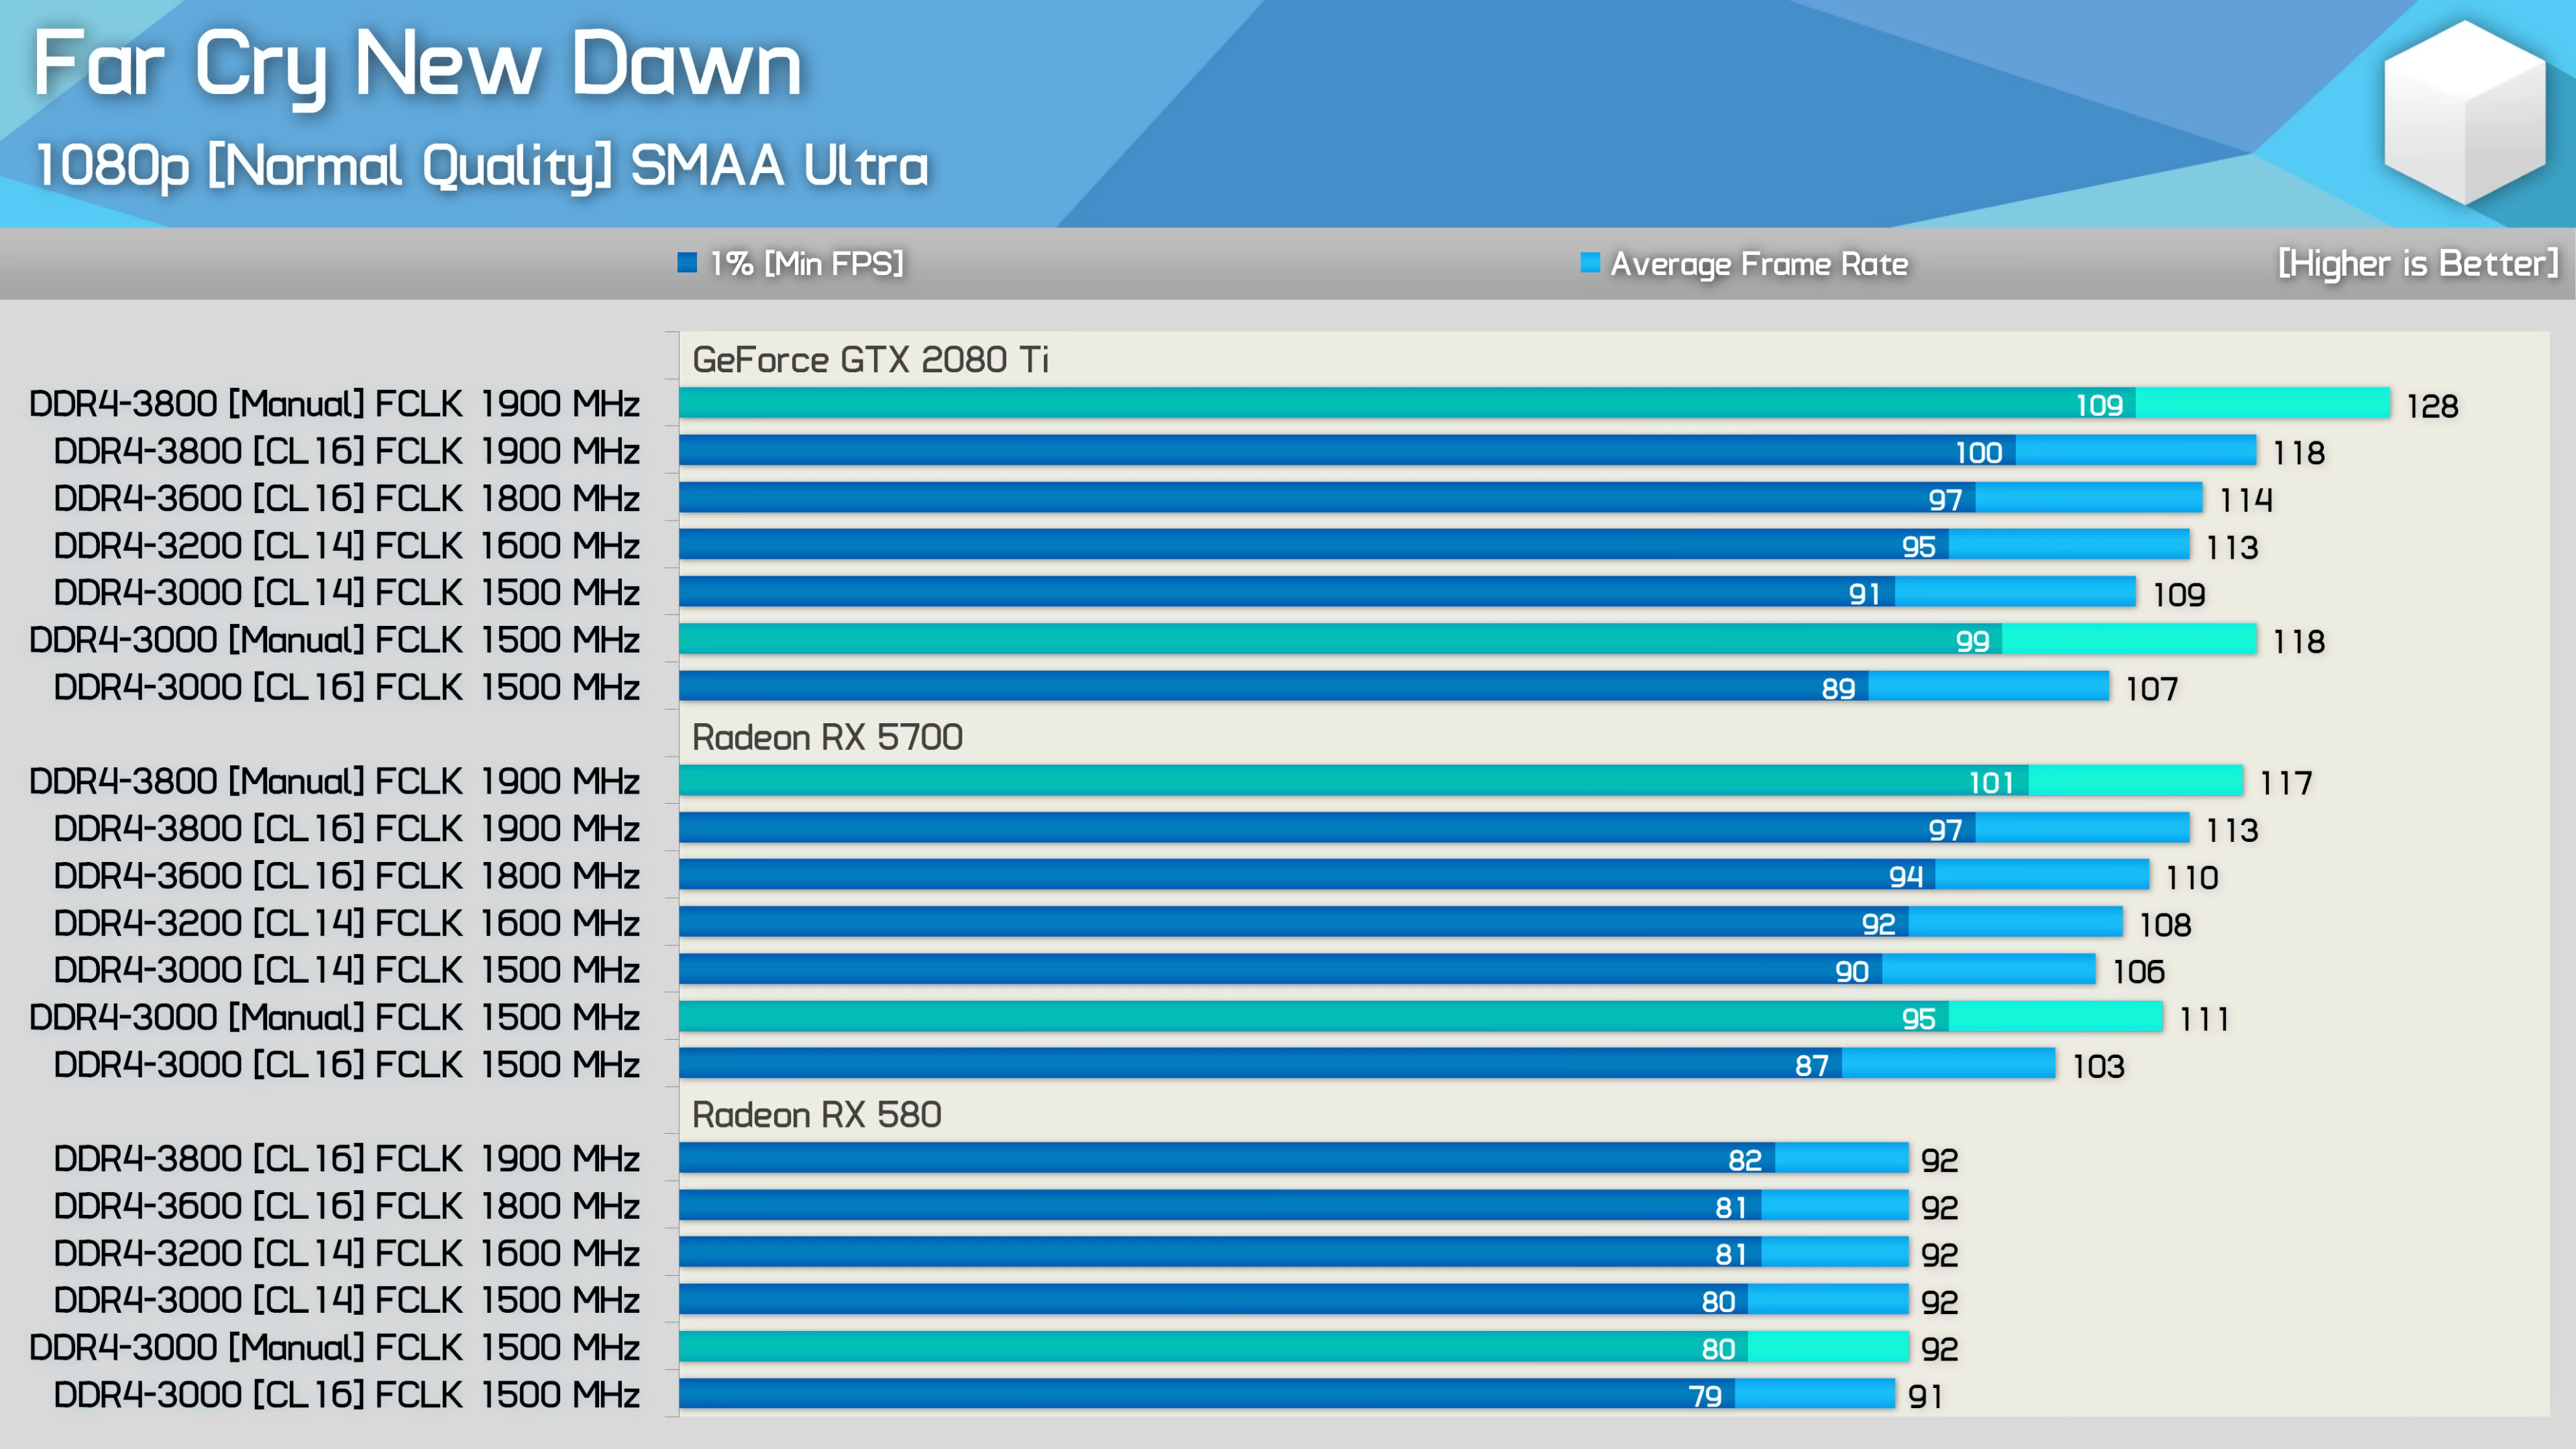 Far Cry New Dawn
1080p [Normal Quality] SMAA Ultra
1% [Min FPS] Average Frame Rate [Higher is Better]
GeForce GTX 2080 Ti
DDR4-3800 [Manual] FCLK 1900 MHz 109 128
DDR4-3800 [CL16] FCLK 1900 MHz 100 118
DDR4-3600 [CL16] FCLK 1800 MHz 97 114
DDR4-3200 [CL14] FCLK 1600 MHz 95 113
DDR4-3000 [CL14] FCLK 1500 MHz 91 109
DDR4-3000 [Manual] FCLK 1500 MHz 99 118
DDR4-3000 [CL16] FCLK 1500 MHz 89 107
Radeon RX 5700
DDR4-3800 [Manual] FCLK 1900 MHz 101 117
DDR4-3800 [CL16] FCLK 1900 MHz 97 113
DDR4-3600 [CL16] FCLK 1800 MHz 94 110
DDR4-3200 [CL14] FCLK 1600 MHz 92 108
DDR4-3000 [CL14] FCLK 1500 MHz 90 106
DDR4-3000 [Manual] FCLK 1500 MHz 95 111
DDR4-3000 [CL16] FCLK 1500 MHz 87 103
Radeon RX 580
DDR4-3800 [CL16] FCLK 1900 MHz 82 92
DDR4-3600 [CL16] FCLK 1800 MHz 81 92
DDR4-3200 [CL14] FCLK 1600 MHz 81 92
DDR4-3000 [CL14] FCLK 1500 MHz 80 92
DDR4-3000 [Manual] FCLK 1500 MHz 80 92
DDR4-3000 [CL16] FCLK 1500 MHz 79 91